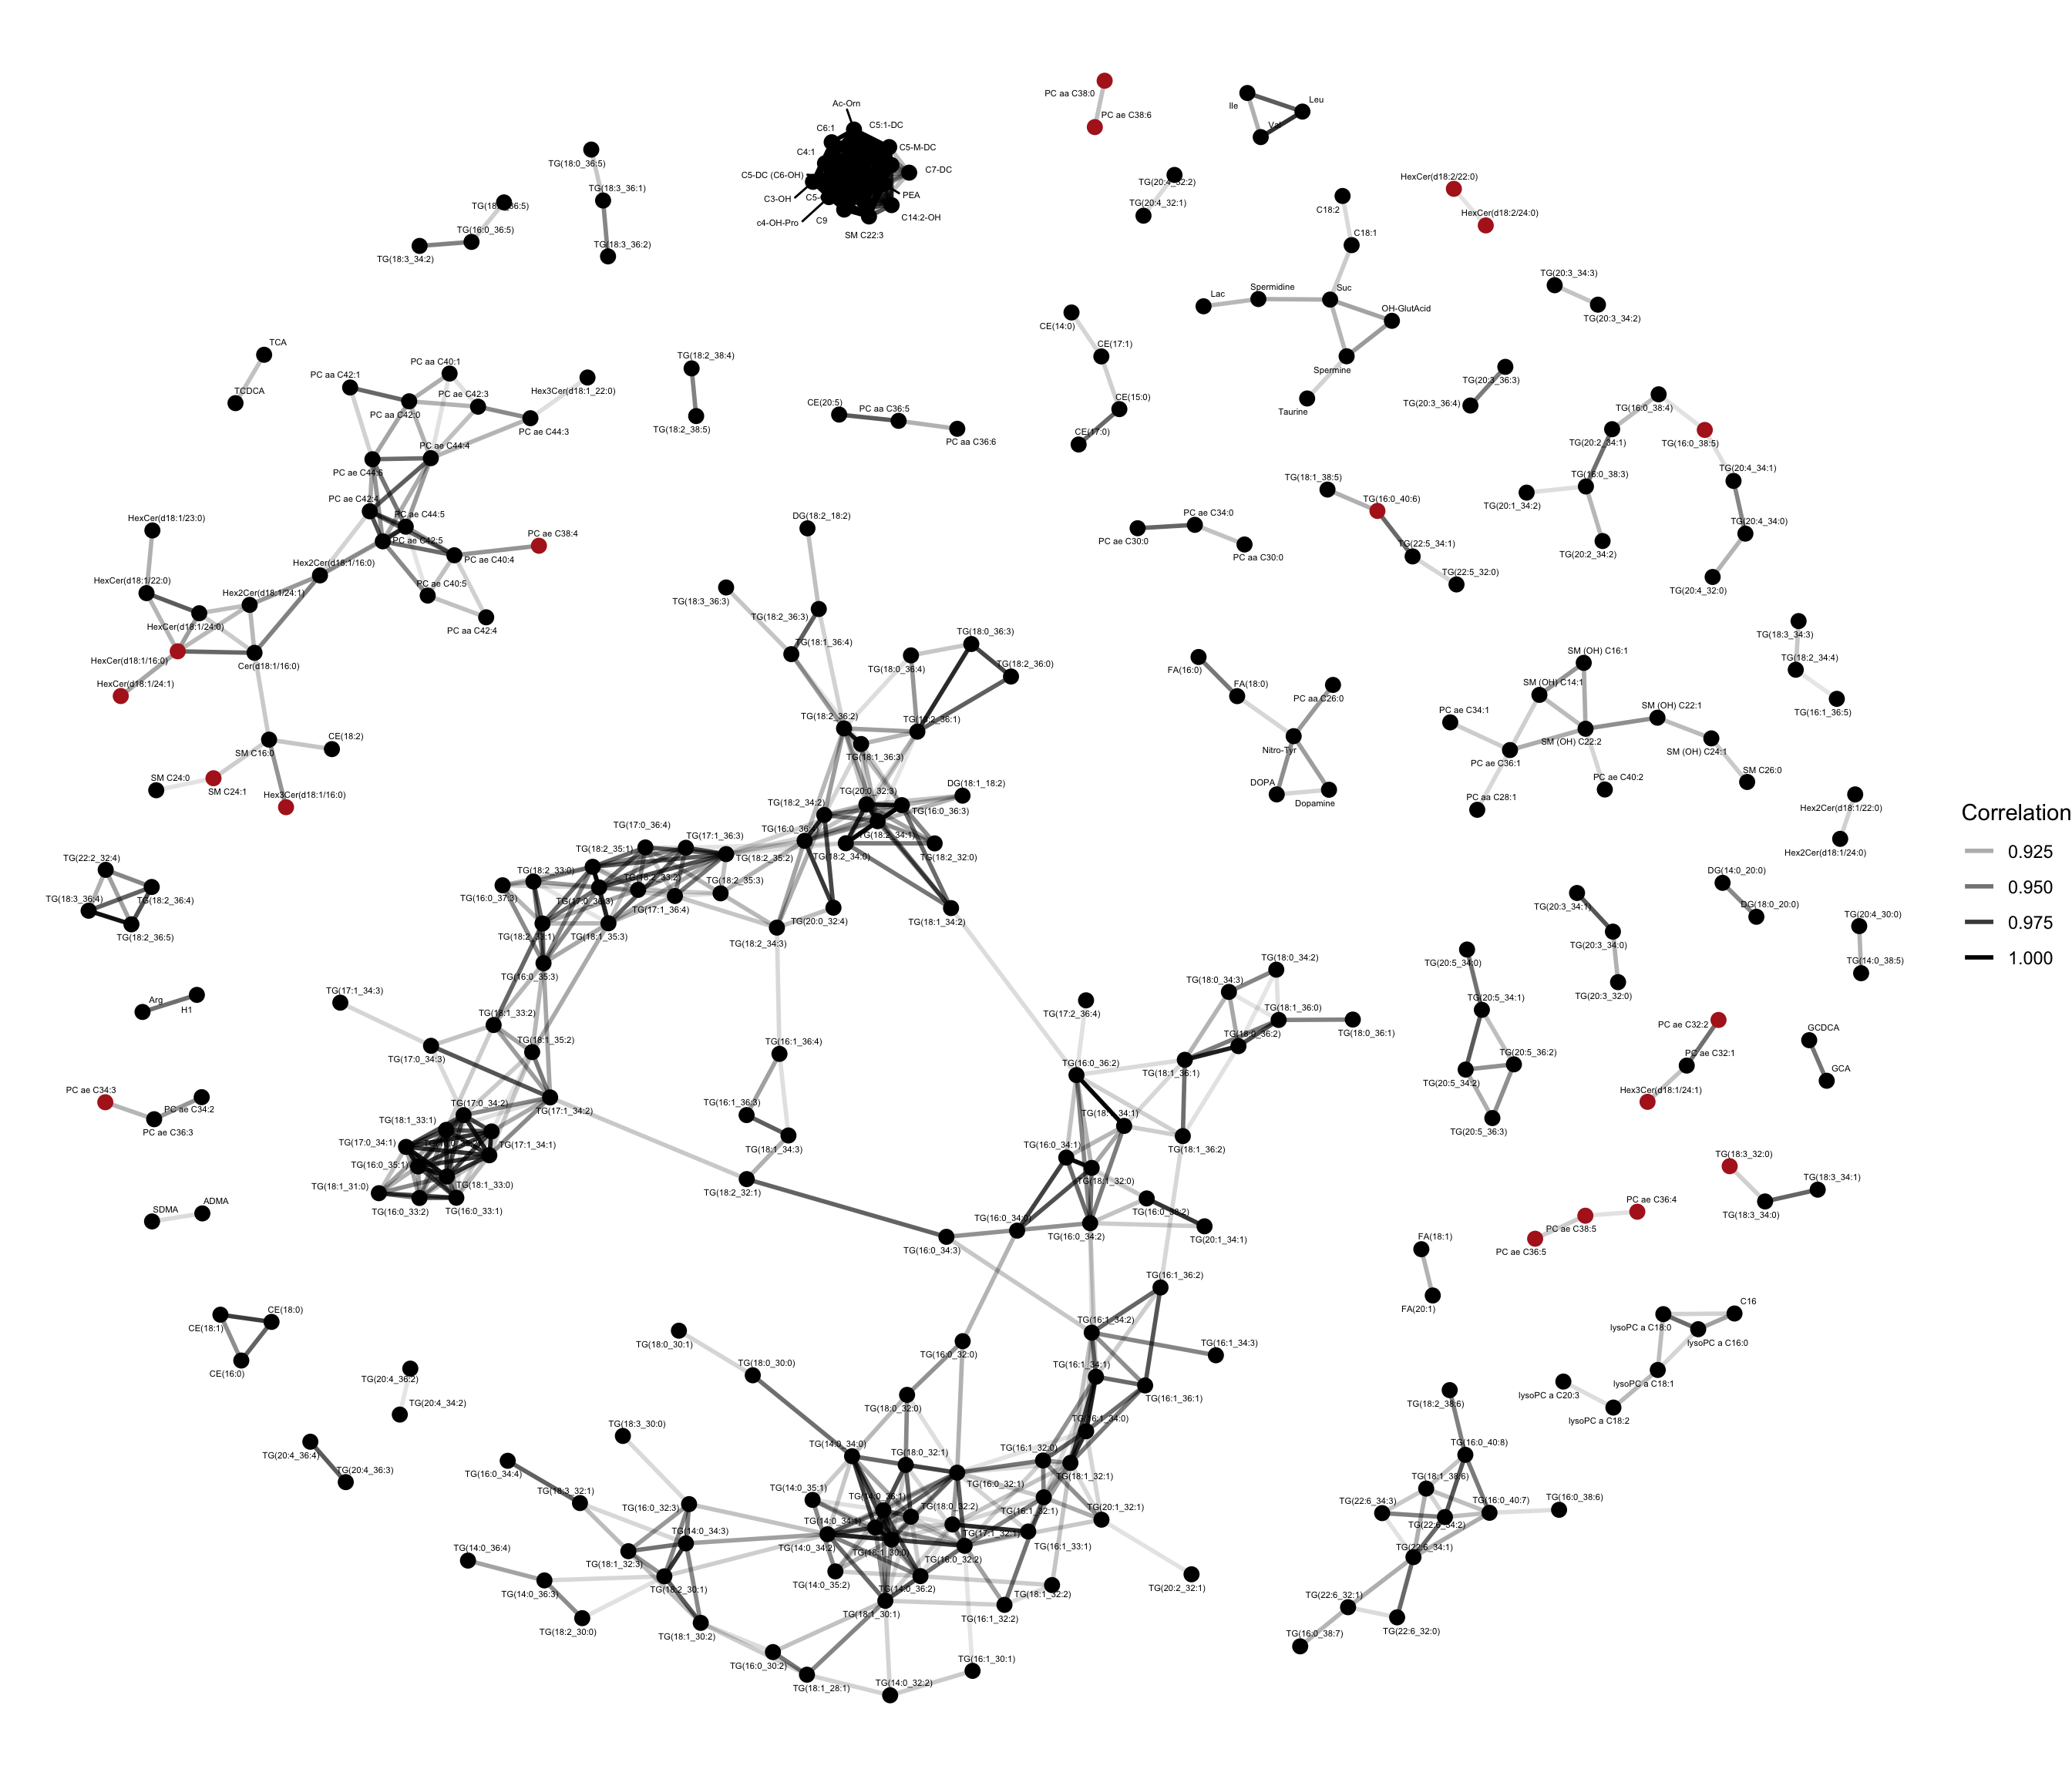 PC aa C38:0
PC ae C38:6
Ile
Leu
Val
Ac-Orn
C6:1
C5:1-DC
C4:1
C5-M-DC
C5-DC (C6-OH)
C7-DC
C3-OH
C5-
PEA
c4-OH-Pro
C9
C14:2-OH
SM C22:3
TG(18:0_36:5)
TG(18:3_36:1)
TG(18:3_36:2)
TG(16:0_36:5)
TG(18:3_34:2)
TG(20:4_32:2)
TG(20:4_32:1)
HexCer(d18:2/22:0)
HexCer(d18:2/24:0)
C18:2
C18:1
Lac
Spermidine
Suc
OH-GlutAcid
Spermine
Taurine
TG(20:3_34:3)
TG(20:3_34:2)
CE(14:0)
CE(17:1)
CE(15:0)
CE(17:0)
TCA
TCDCA
PC aa C40:1
PC aa C42:1
PC ae C42:3
PC aa C42:0
Hex3Cer(d18:1_22:0)
PC ae C44:3
PC ae C44:4
PC ae C44:6
PC ae C42:4
PC ae C44:5
PC ae C42:5
PC ae C38:4
PC ae C40:4
PC ae C40:5
PC aa C42:4
TG(18:2_38:4)
TG(18:2_38:5)
CE(20:5)
PC aa C36:5
PC aa C36:6
TG(20:3_36:3)
TG(20:3_36:4)
TG(16:0_38:4)
TG(20:2_34:1)
TG(16:0_38:5)
TG(16:0_38:3)
TG(20:4_34:1)
TG(20:1_34:2)
TG(20:4_34:0)
TG(20:2_34:2)
TG(20:4_32:0)
TG(18:1_38:5)
TG(16:0_40:6)
TG(22:5_34:1)
TG(22:5_32:0)
PC ae C34:0
PC ae C30:0
PC aa C30:0
HexCer(d18:1/23:0)
HexCer(d18:1/22:0)
Hex2Cer(d18:1/16:0)
Hex2Cer(d18:1/24:1)
HexCer(d18:1/24:0)
HexCer(d18:1/16:0)
Cer(d18:1/16:0)
HexCer(d18:1/24:1)
SM C16:0
CE(18:2)
SM C24:0
SM C24:1
Hex3Cer(d18:1/16:0)
DG(18:2_18:2)
TG(18:3_36:3)
TG(18:2_36:3)
TG(18:1_36:4)
TG(18:0_36:3)
TG(18:0_36:4)
TG(18:2_36:0)
TG(18:2_36:2)
TG(18:2_36:1)
TG(18:1_36:3)
DG(18:1_18:2)
TG(20:0_32:3)
TG(18:2_34:2)
TG(16:0_36:3)
TG(18:2_34:1)
TG(18:2_34:0)
TG(18:2_32:0)
TG(18:1_34:2)
TG(20:0_32:4)
TG(18:2_34:3)
TG(17:0_36:4)
TG(17:1_36:3)
TG(18:2_35:1)
TG(18:2_35:2)
TG(18:2_33:0)
TG(18:2_33:2)
TG(18:2_35:3)
TG(16:0_37:3)
TG(17:0_36:3)
TG(17:1_36:4)
TG(18:2_33:1)
TG(18:1_35:3)
TG(16:0_35:3)
FA(16:0)
FA(18:0)
PC aa C26:0
Nitro-Tyr
DOPA
Dopamine
SM (OH) C16:1
SM (OH) C14:1
SM (OH) C22:1
PC ae C34:1
SM (OH) C22:2
SM (OH) C24:1
PC ae C36:1
PC ae C40:2
SM C26:0
PC aa C28:1
TG(18:3_34:3)
TG(18:2_34:4)
TG(16:1_36:5)
Hex2Cer(d18:1/22:0)
Hex2Cer(d18:1/24:0)
Correlation
0.925
0.950
0.975
1.000
TG(22:2_32:4)
TG(18:3_36:4)
TG(18:2_36:4)
TG(18:2_36:5)
DG(14:0_20:0)
DG(18:0_20:0)
TG(20:3_34:1)
TG(20:3_34:0)
TG(20:3_32:0)
TG(20:4_30:0)
TG(14:0_38:5)
Arg
H1
TG(17:1_34:3)
TG(18:1_33:2)
TG(17:0_34:3)
TG(18:1_35:2)
TG(17:1_34:2)
TG(17:0_34:2)
TG(18:1_33:1)
TG(17:0_34:1)
TG(17:1_34:1)
TG(16:0_35:1)
TG(18:1_33:0)
TG(18:1_31:0)
TG(16:0_33:2)
TG(16:0_33:1)
TG(16:1_36:4)
TG(16:1_36:3)
TG(18:1_34:3)
TG(18:2_32:1)
TG(17:2_36:4)
TG(18:0_34:2)
TG(18:0_34:3)
TG(18:1_36:0)
TG(18:0_36:2)
TG(18:0_36:1)
TG(16:0_36:2)
TG(18:1_36:1)
TG(18:1_34:1)
TG(18:1_36:2)
TG(16:0_34:1)
TG(18:1_32:0)
TG(16:0_38:2)
TG(16:0_34:0)
TG(16:0_34:2)
TG(20:1_34:1)
TG(16:0_34:3)
TG(20:5_34:0)
TG(20:5_34:1)
TG(20:5_36:2)
TG(20:5_34:2)
TG(20:5_36:3)
PC ae C32:2
PC ae C32:1
Hex3Cer(d18:1/24:1)
GCDCA
GCA
PC ae C34:3
PC ae C34:2
PC ae C36:3
SDMA
ADMA
TG(18:3_32:0)
TG(18:3_34:1)
TG(18:3_34:0)
PC ae C36:4
PC ae C38:5
PC ae C36:5
FA(18:1)
FA(20:1)
CE(18:0)
CE(18:1)
CE(16:0)
TG(16:1_36:2)
TG(16:1_34:2)
TG(16:1_34:3)
TG(16:1_34:1)
TG(16:1_36:1)
TG(16:1_34:0)
C16
lysoPC a C18:0
lysoPC a C16:0
lysoPC a C18:1
lysoPC a C20:3
lysoPC a C18:2
TG(18:0_30:1)
TG(18:0_30:0)
TG(16:0_32:0)
TG(18:0_32:0)
TG(20:4_36:2)
TG(20:4_34:2)
TG(20:4_36:4)
TG(20:4_36:3)
TG(18:3_30:0)
TG(16:0_34:4)
TG(18:3_32:1)
TG(16:0_32:3)
TG(14:0_34:3)
TG(18:1_32:3)
TG(18:2_30:1)
TG(14:0_36:4)
TG(14:0_36:3)
TG(18:2_30:0)
TG(18:1_30:2)
TG(14:0_34:0)
TG(18:0_32:1)
TG(16:0_32:1)
TG(16:1_32:0)
TG(18:1_32:1)
TG(14:0_35:1)
TG(14:0_36:1)
TG(18:0_32:2)
TG(16:1_32:1)
TG(20:1_32:1)
TG(14:0_34:1)
TG(17:1_32:1)
TG(14:0_34:2)
TG(18:1_30:0)
TG(16:0_32:2)
TG(16:1_33:1)
TG(14:0_35:2)
TG(14:0_36:2)
TG(18:1_32:2)
TG(20:2_32:1)
TG(18:1_30:1)
TG(16:1_32:2)
TG(16:0_30:2)
TG(18:1_28:1)
TG(14:0_32:2)
TG(16:1_30:1)
TG(18:2_38:6)
TG(16:0_40:8)
TG(18:1_38:6)
TG(22:6_34:3)
TG(16:0_40:7)
TG(16:0_38:6)
TG(22:6_34:2)
TG(22:6_34:1)
TG(22:6_32:1)
TG(22:6_32:0)
TG(16:0_38:7)